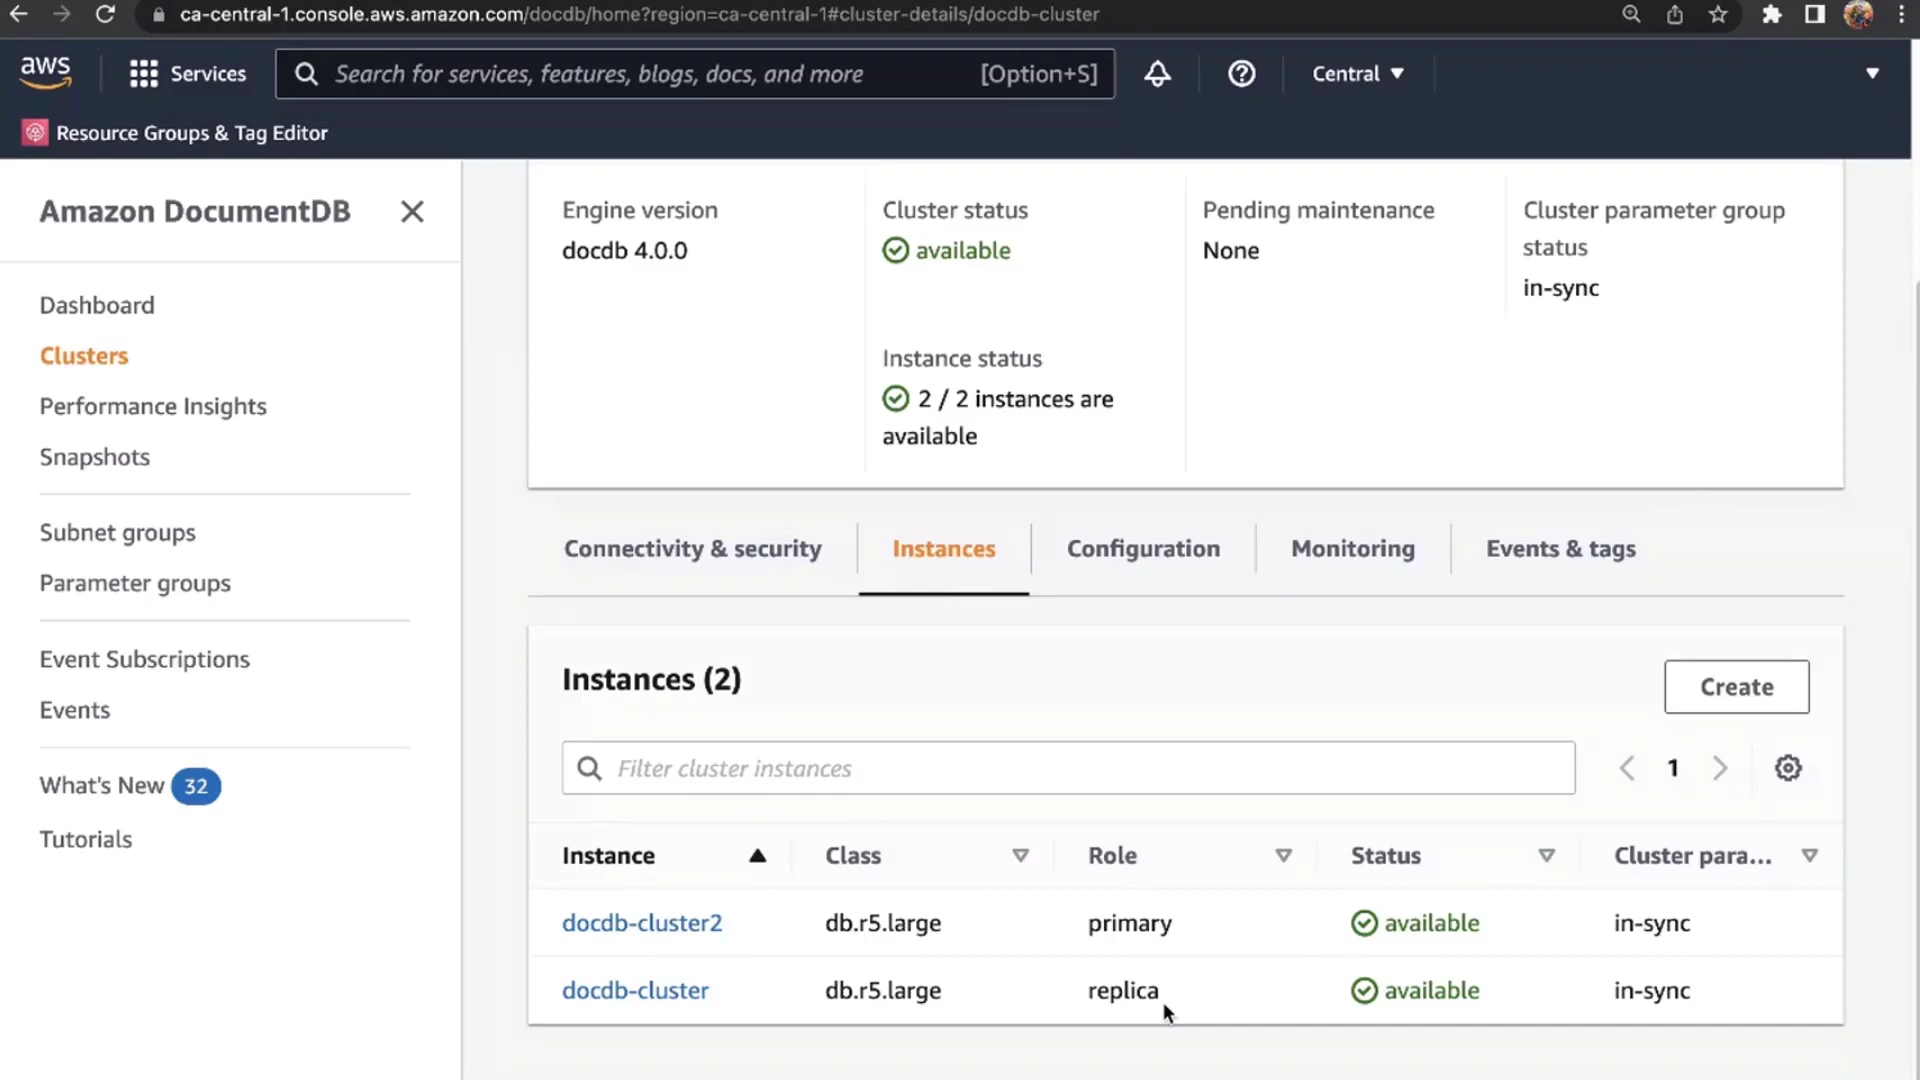 ca-central-1.console.aws.amazon.com/docdb/home?region=ca-central-1#cluster-details/docdb-cluster
aws
Services
Search for services, features, blogs, docs, and more
[Option+S]
Central
Resource Groups & Tag Editor
Amazon DocumentDB
Dashboard
Clusters
Performance Insights
Snapshots
Subnet groups
Parameter groups
Event Subscriptions
Events
What's New 32
Tutorials
Engine version
docdb 4.0.0
Cluster status
available
Instance status
2 / 2 instances are
available
Pending maintenance
None
Cluster parameter group
status
in-sync
Connectivity & security
Instances
Configuration
Monitoring
Events & tags
Instances (2)
Create
Filter cluster instances
1
Instance Class Role Status Cluster para...
docdb-cluster2 db.r5.large primary available in-sync
docdb-cluster db.r5.large replica available in-sync